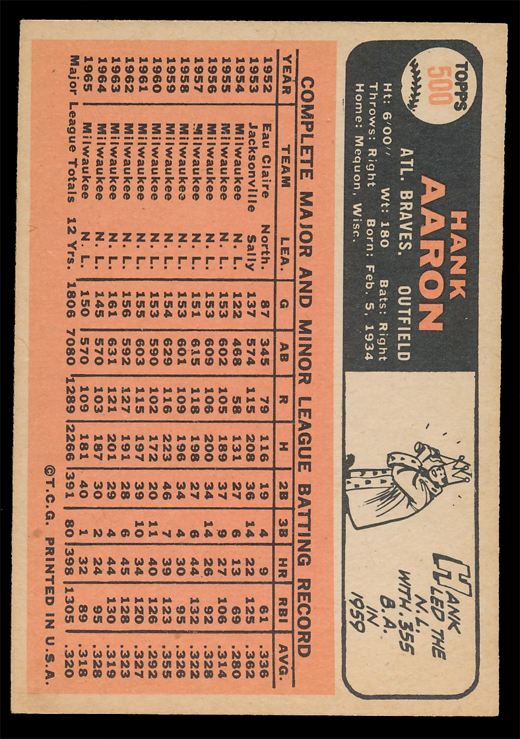 TOPPS
500
HANK
AARON
ATL. BRAVES. OUTFIELD
Ht: 6'00" Wt: 180 Bats: Right
Throws: Right Born: Feb. 5, 1934
Home: Mequon, Wisc.
HANK
LED THE
N.L.
WITH .355
B.A.
IN
1959
COMPLETE MAJOR AND MINOR LEAGUE BATTING RECORD
YEAR TEAM LEA. G AB R H 2B 3B HR RBI AVG.
1952 Eau Claire North. 87 345 79 116 19 4 9 61 .336
1953 Jacksonville Sally 137 574 115 208 36 14 22 125 .362
1954 Milwaukee N. L. 122 468 58 131 27 6 13 69 .280
1955 Milwaukee N. L. 153 602 105 189 37 9 27 106 .314
1956 Milwaukee N. L. 153 609 106 200 34 14 26 92 .328
1957 Milwaukee N. L. 151 615 118 198 27 6 44 132 .322
1958 Milwaukee N. L. 153 601 109 196 34 4 30 95 .326
1959 Milwaukee N. L. 154 629 116 223 46 7 39 123 .355
1960 Milwaukee N. L. 153 590 102 172 20 11 40 126 .292
1961 Milwaukee N. L. 155 603 115 197 39 10 34 120 .327
1962 Milwaukee N. L. 156 592 127 191 28 6 45 128 .323
1963 Milwaukee N. L. 161 631 121 201 29 4 44 130 .319
1964 Milwaukee N. L. 145 570 103 187 30 2 24 95 .328
1965 Milwaukee N. L. 150 570 109 181 40 1 32 89 .318
Major League Totals 12 Yrs. 1806 7080 1289 2266 391 80 398 1305 .320
©T.C.G. PRINTED IN U.S.A.